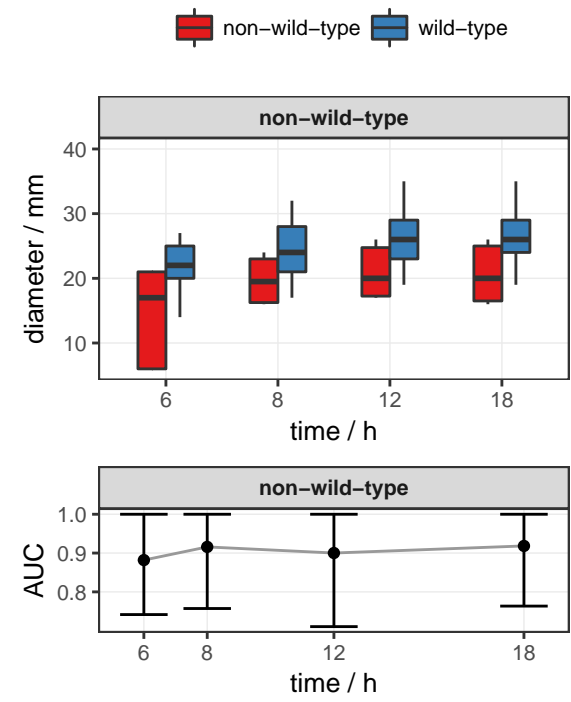 non−wild−type wild−type
non−wild−type
40
30
20
10
diameter / mm
6 8 12 18
time / h
non−wild−type
1.0
0.9
0.8
AUC
6 8 12 18
time / h